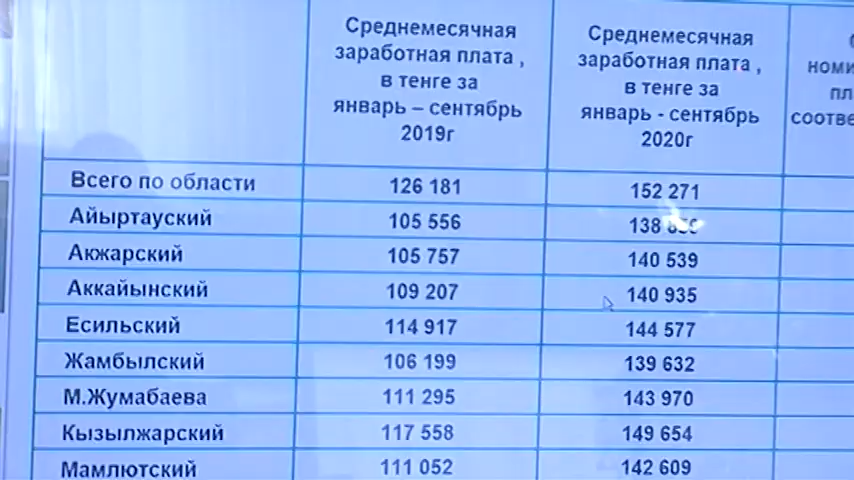 Среднемесячная
заработная плата ,
в тенге за
январь – сентябрь
2019г
Среднемесячная
заработная плата ,
в тенге за
январь - сентябрь
2020г
Всего по области 126 181 152 271
Айыртауский 105 556 138
Акжарский 105 757 140 539
Аккайынский 109 207 140 935
Есильский 114 917 144 577
Жамбылский 106 199 139 632
М.Жумабаева 111 295 143 970
Кызылжарский 117 558 149 654
Мамлютский 111 052 142 609